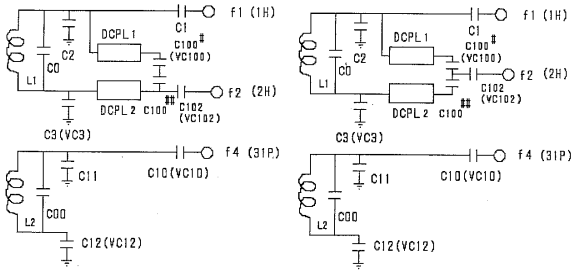 C1 f1 (1H)
DCPL1
C2
C100#
(VC100)
C0
L1
f2 (2H)
DCPL2
C100##
C102
(VC102)
C3(VC3)
f4 (31P)
C11
C10(VC10)
L2
C00
C12(VC12)
C1 f1 (1H)
DCPL1
C2
C100#
(VC100)
C0
L1
f2 (2H)
DCPL2
C100##
C102
(VC102)
C3(VC3)
f4 (31P)
C11
C10(VC10)
L2
C00
C12(VC12)